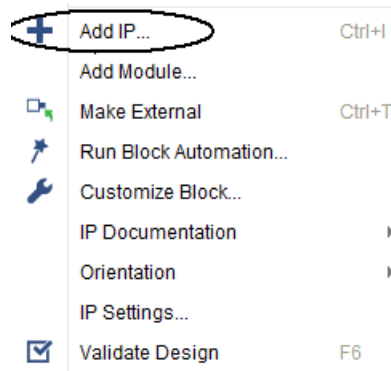 Add IP... Ctrl+I
Add Module...
Make External Ctrl+T
Run Block Automation...
Customize Block...
IP Documentation
Orientation
IP Settings...
Validate Design F6